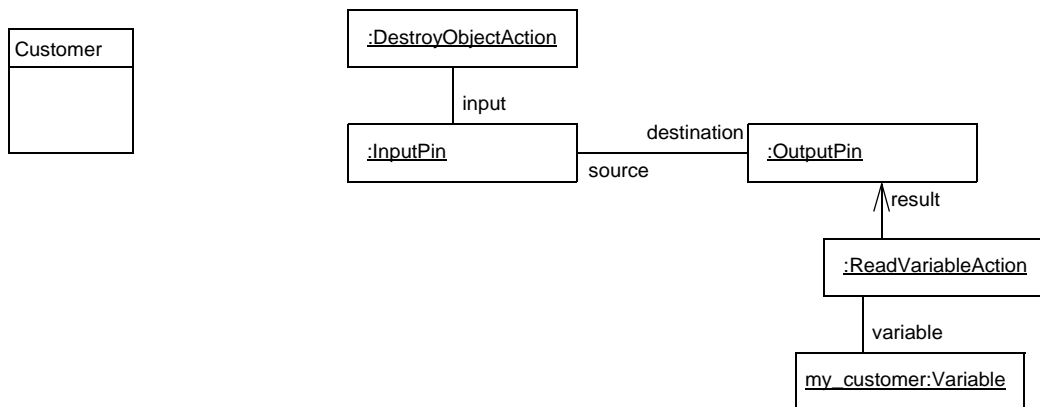 Customer
:DestroyObjectAction
input
:InputPin
source
destination
:OutputPin
result
:ReadVariableAction
variable
my_customer:Variable